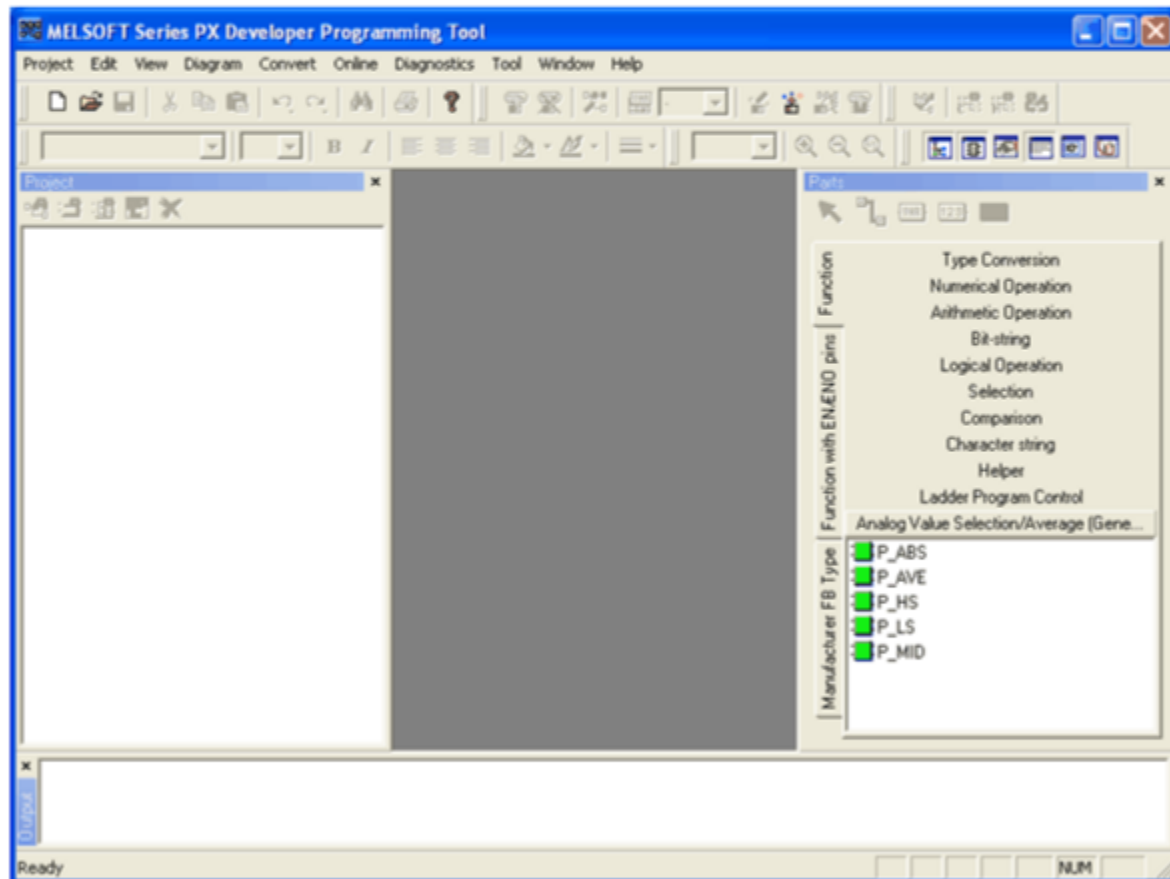 MELSOFT Series PX Developer Programming Tool
Project Edit View Diagram Convert Online Diagnostics Tool Window Help
B I
Project
Parts
Function
Function with EN/ENO pins
Manufacturer FB Type
Type Conversion
Numerical Operation
Arithmetic Operation
Bit-string
Logical Operation
Selection
Comparison
Character string
Helper
Ladder Program Control
Analog Value Selection/Average (Gene...
P_ABS
P_AVE
P_HS
P_LS
P_MID
Output
Ready
NUM